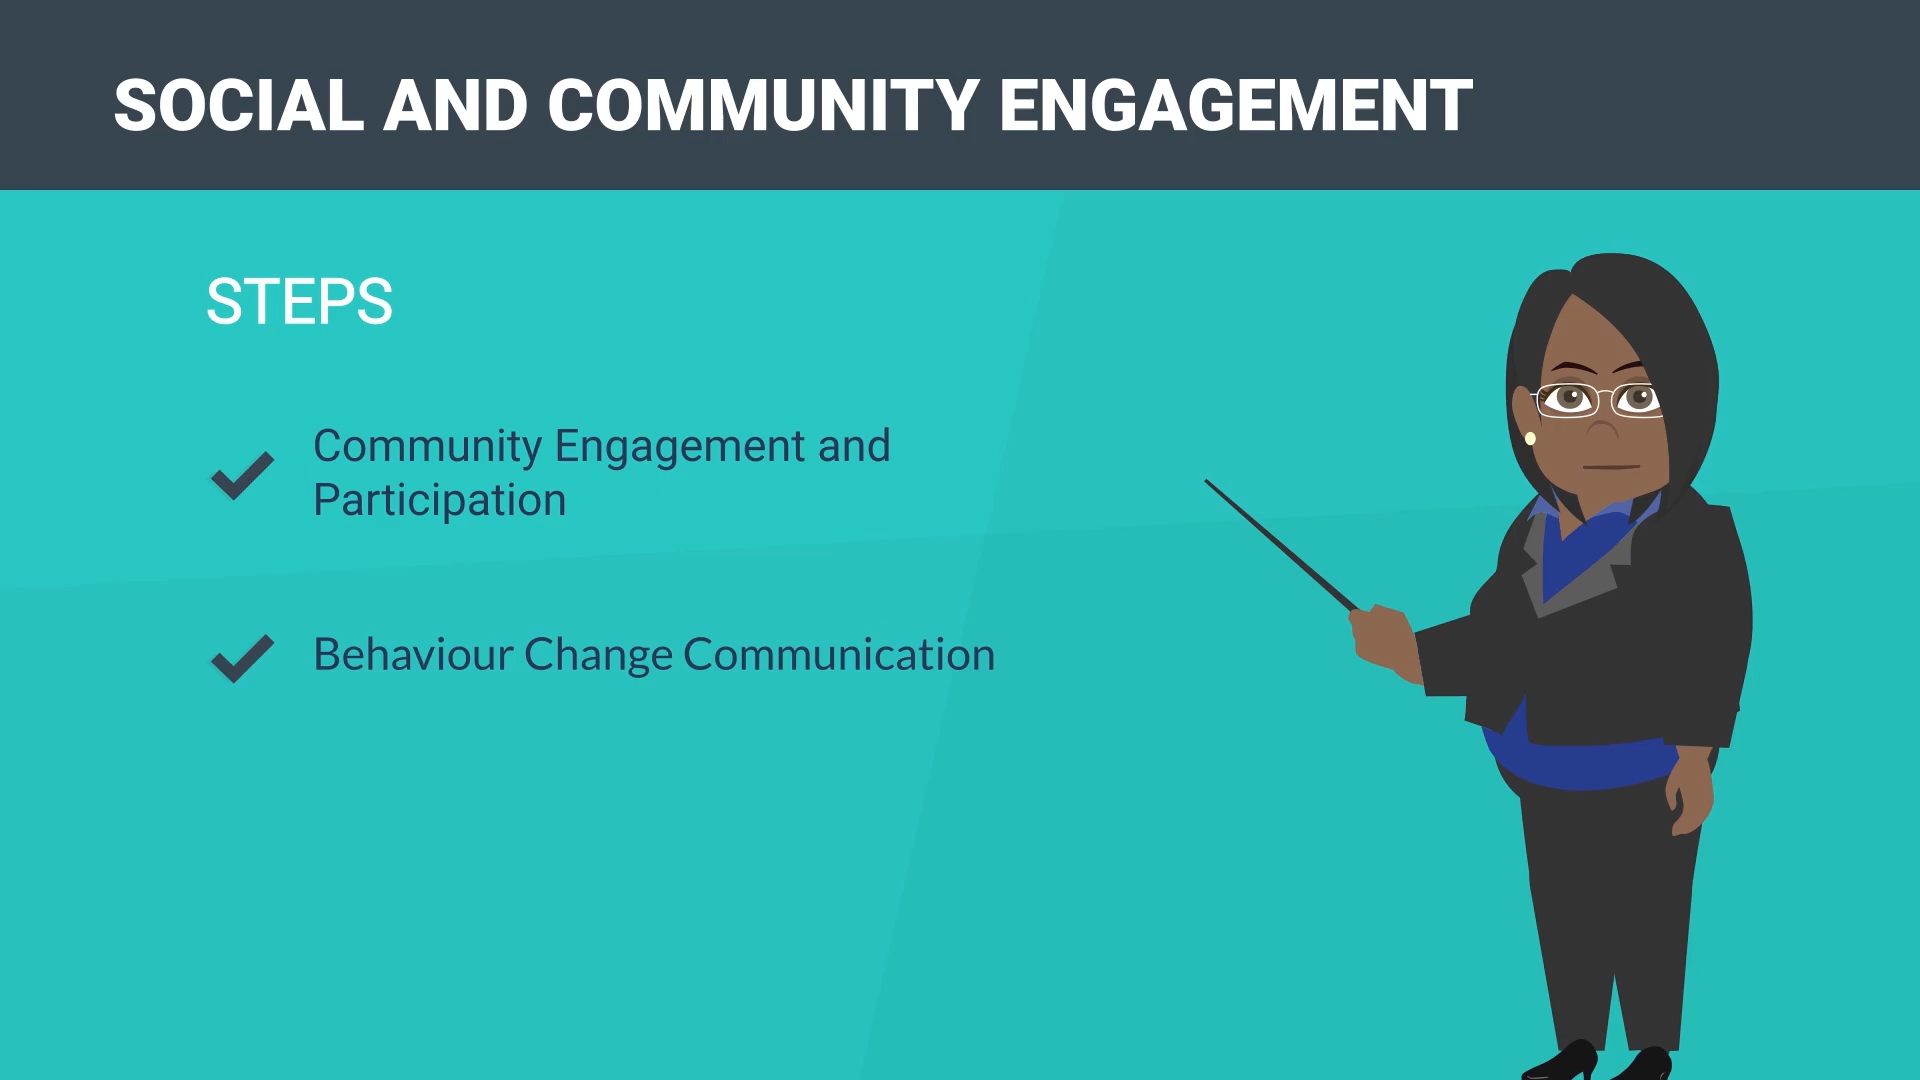 SOCIAL AND COMMUNITY ENGAGEMENT
STEPS
Community Engagement and
Participation
Behaviour Change Communication